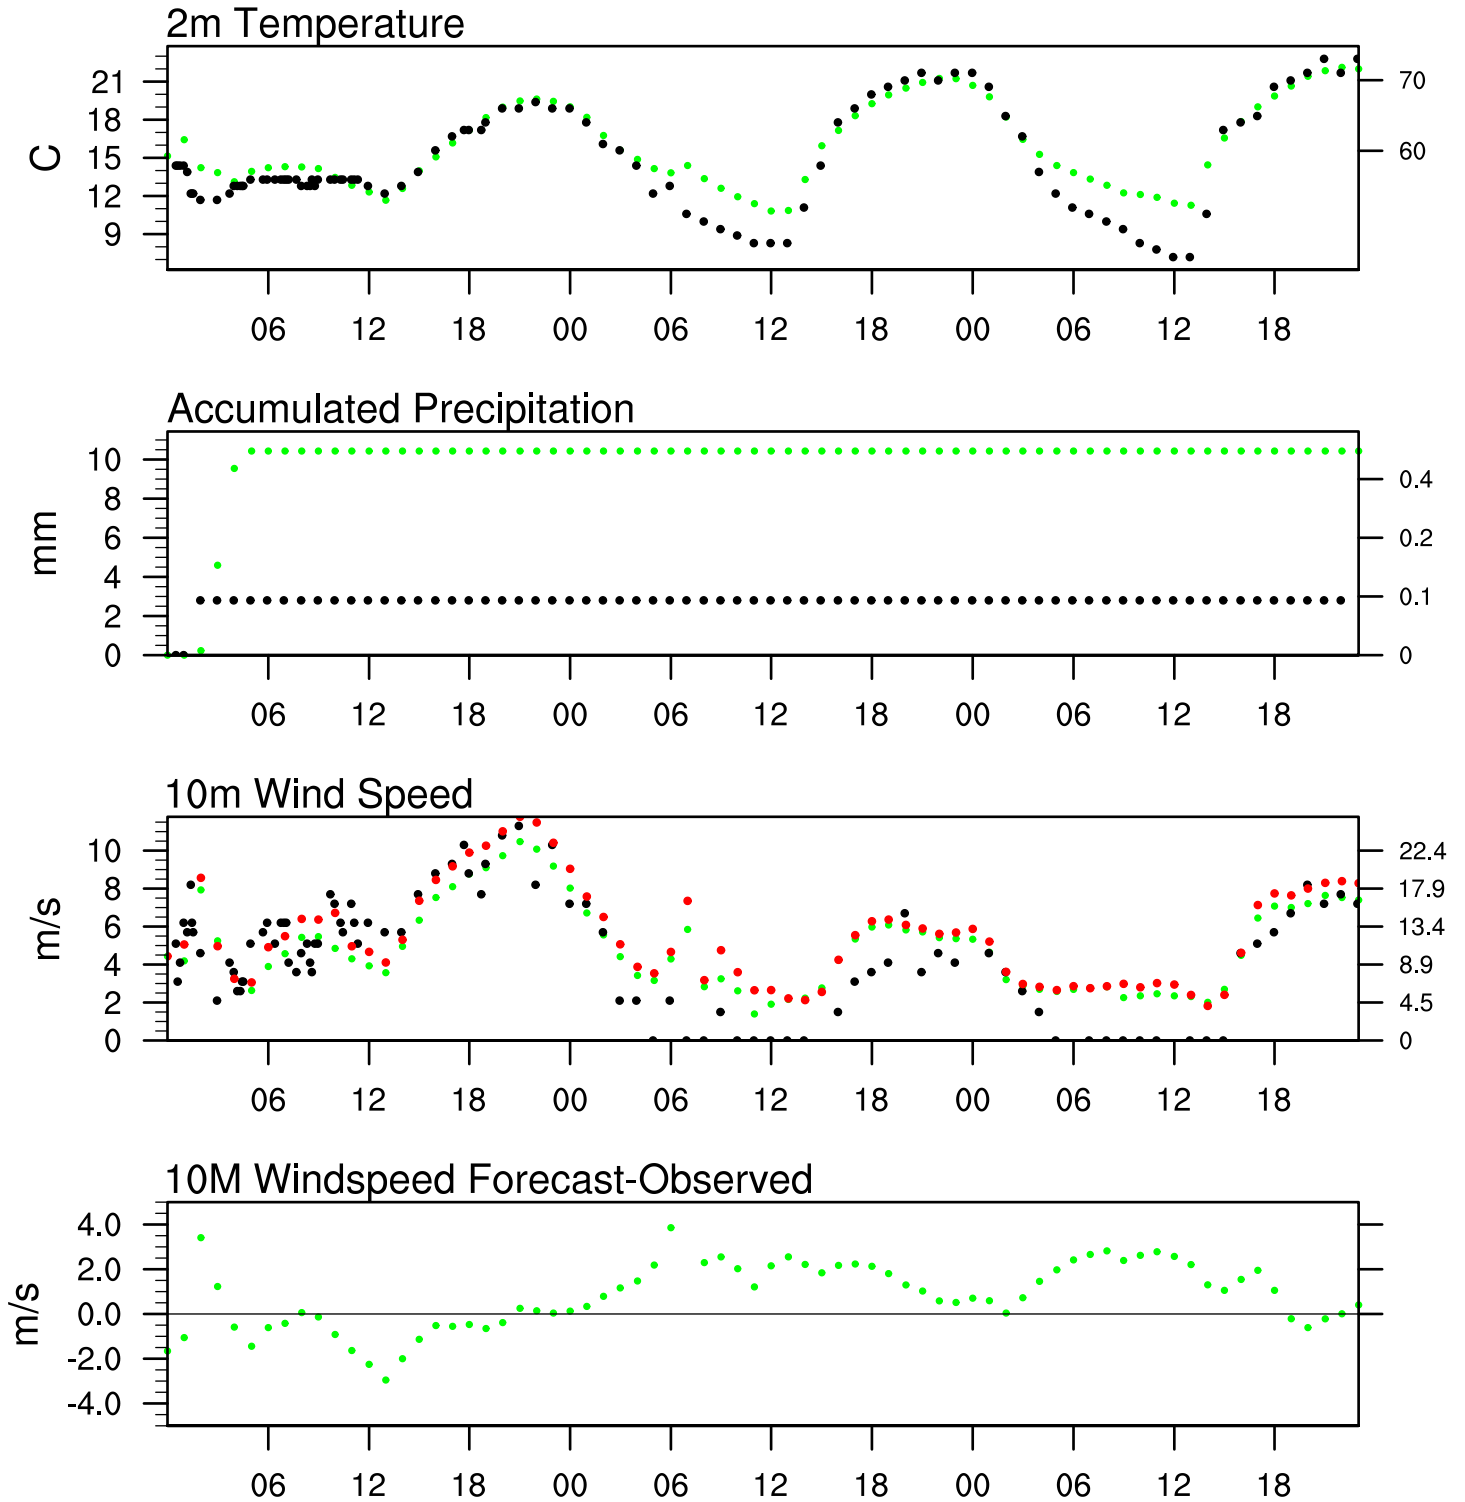 2m Temperature
21
18
15
12
9
C
70
60
06 12 18 00 06 12 18 00 06 12 18
Accumulated Precipitation
10
8
6
4
2
0
mm
0.4
0.2
0.1
0
06 12 18 00 06 12 18 00 06 12 18
10m Wind Speed
10
8
6
4
2
0
m/s
22.4
17.9
13.4
8.9
4.5
0
06 12 18 00 06 12 18 00 06 12 18
10M Windspeed Forecast-Observed
4.0
2.0
0.0
-2.0
-4.0
m/s
06 12 18 00 06 12 18 00 06 12 18